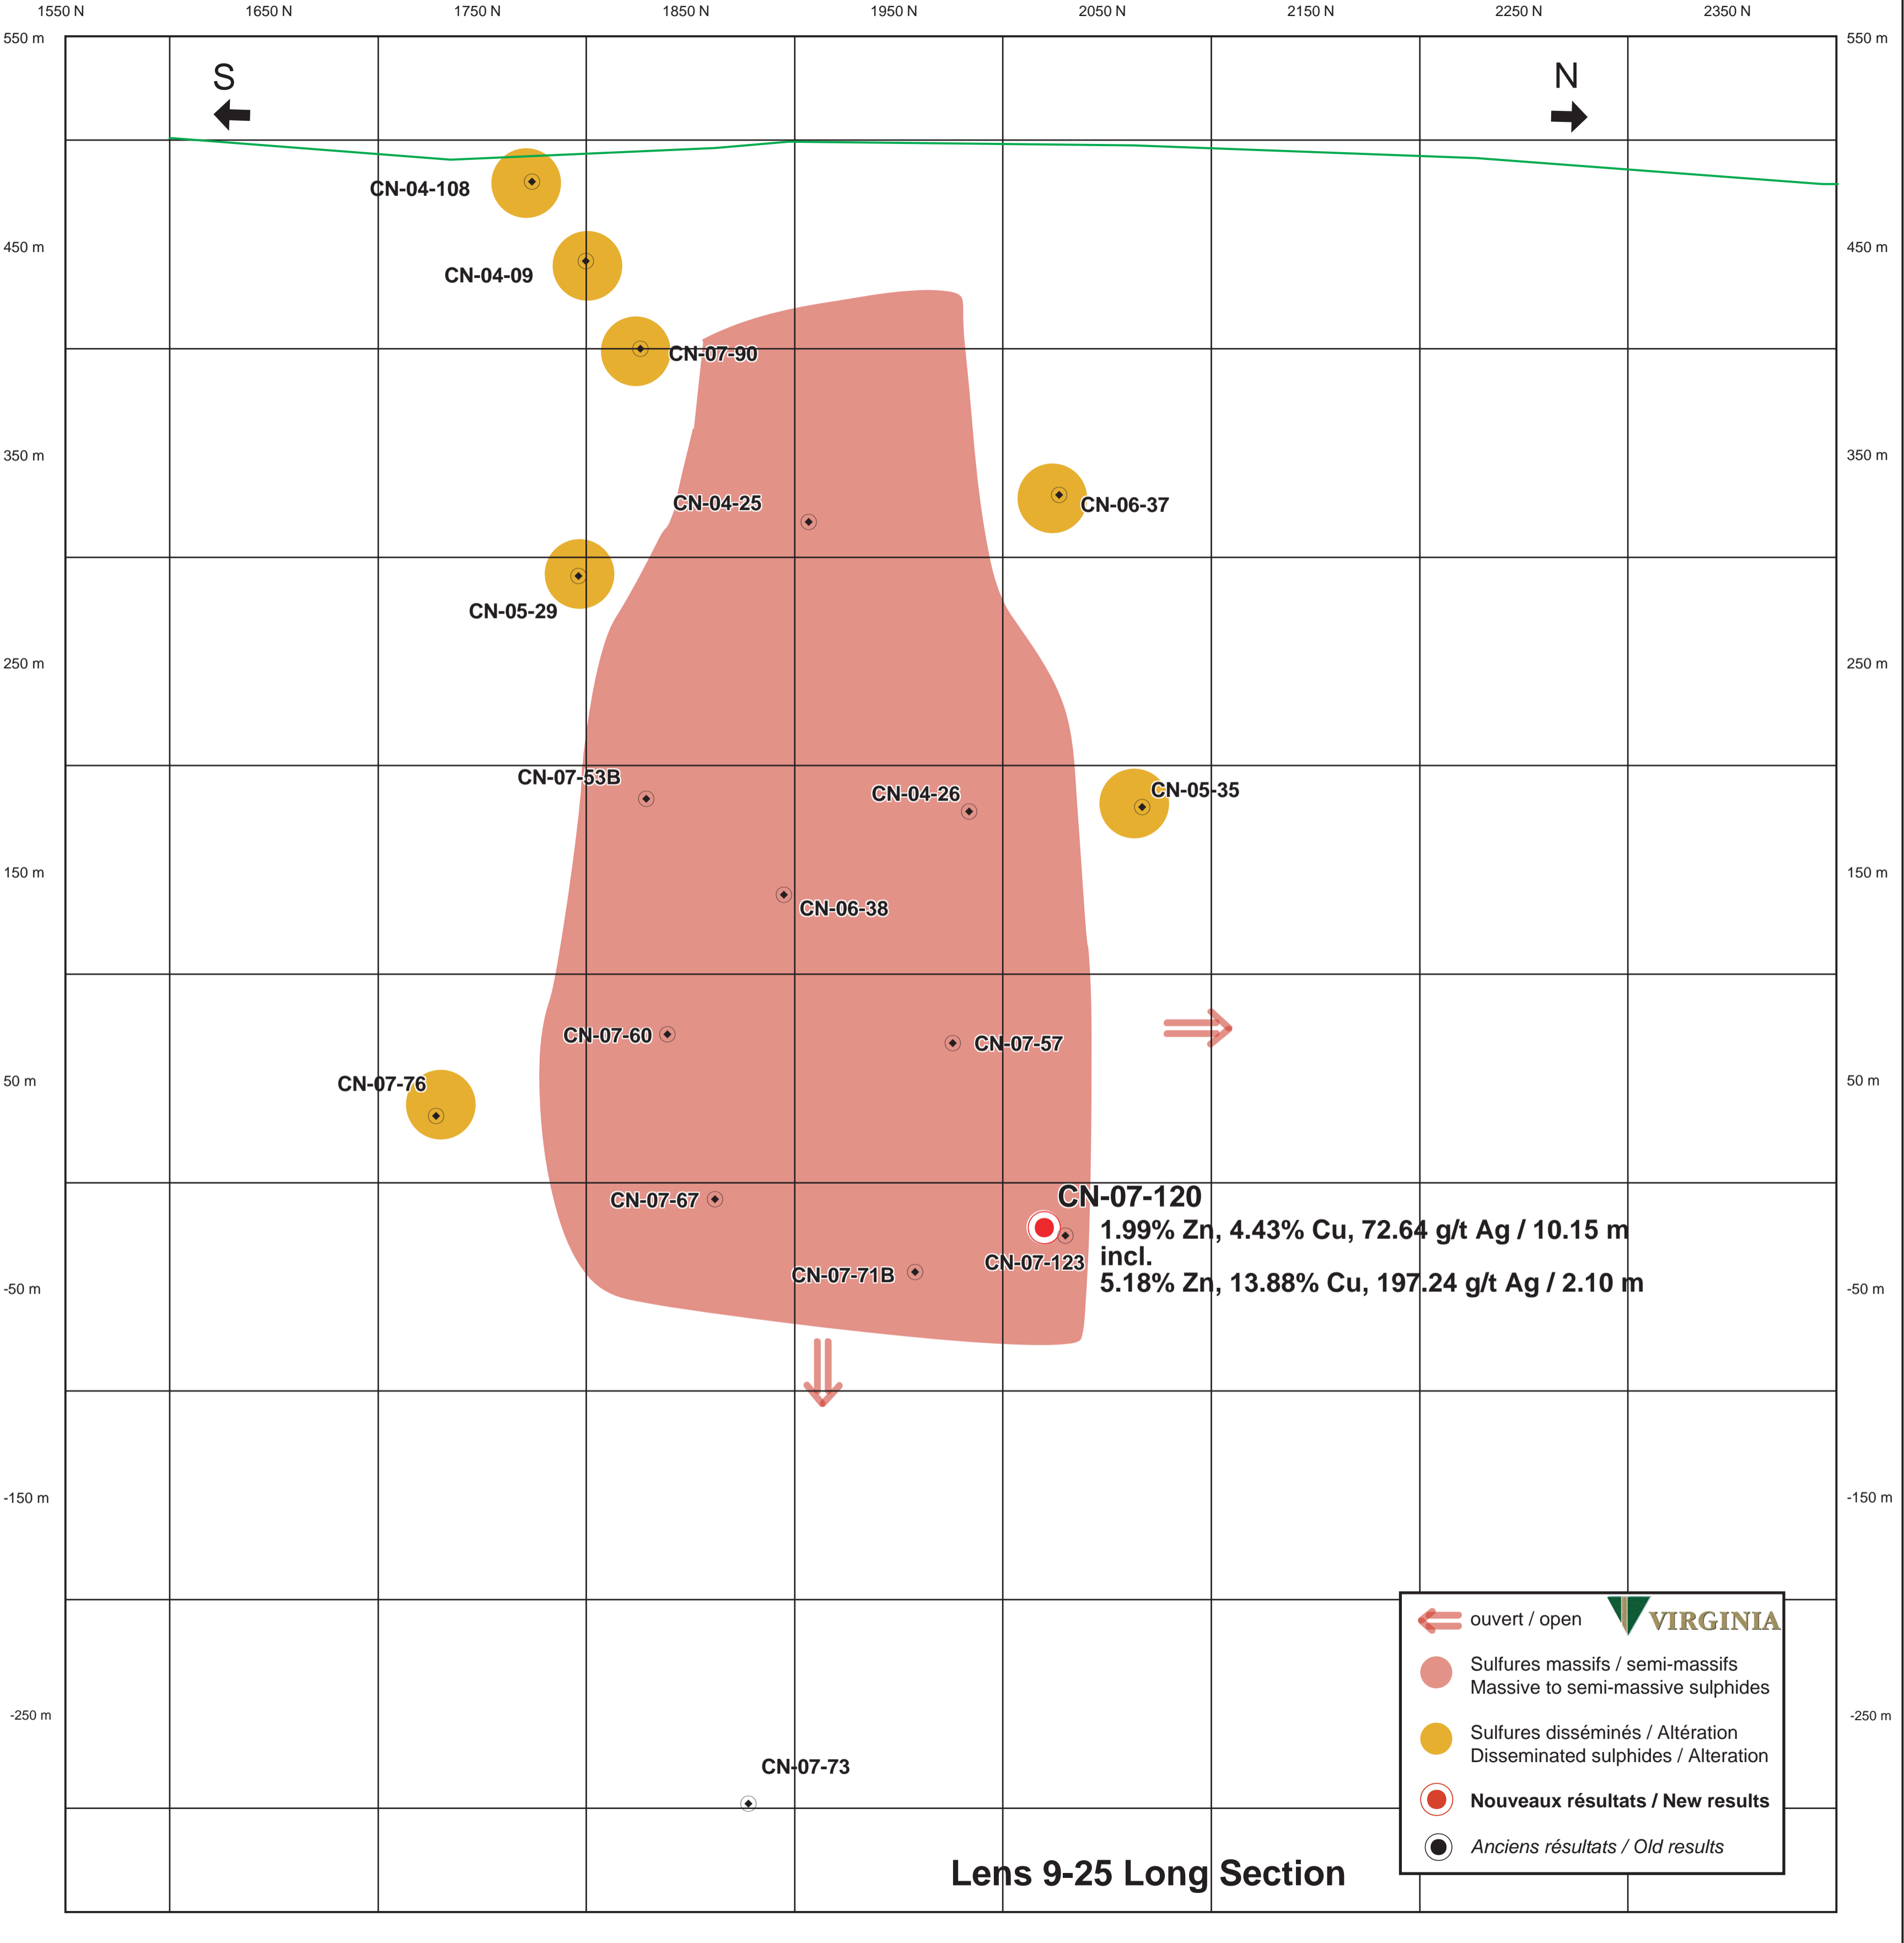 1550 N 1650 N 1750 N 1850 N 1950 N 2050 N 2150 N 2250 N 2350 N
550 m 550 m
S N
CN-04-108
450 m 450 m
CN-04-09
CN-07-90
350 m 350 m
CN-04-25 CN-06-37
CN-05-29
250 m 250 m
CN-07-53B CN-04-26 CN-05-35
150 m 150 m
CN-06-38
CN-07-60 CN-07-57
50 m 50 m
CN-07-76
CN-07-67 CN-07-120
1.99% Zn, 4.43% Cu, 72.64 g/t Ag / 10.15 m
incl.
CN-07-123
CN-07-71B
5.18% Zn, 13.88% Cu, 197.24 g/t Ag / 2.10 m
-50 m -50 m
-150 m -150 m
-250 m -250 m
CN-07-73
Lens 9-25 Long Section
ouvert / open VIRGINIA
Sulfures massifs / semi-massifs
Massive to semi-massive sulphides
Sulfures disséminés / Altération
Disseminated sulphides / Alteration
Nouveaux résultats / New results
Anciens résultats / Old results